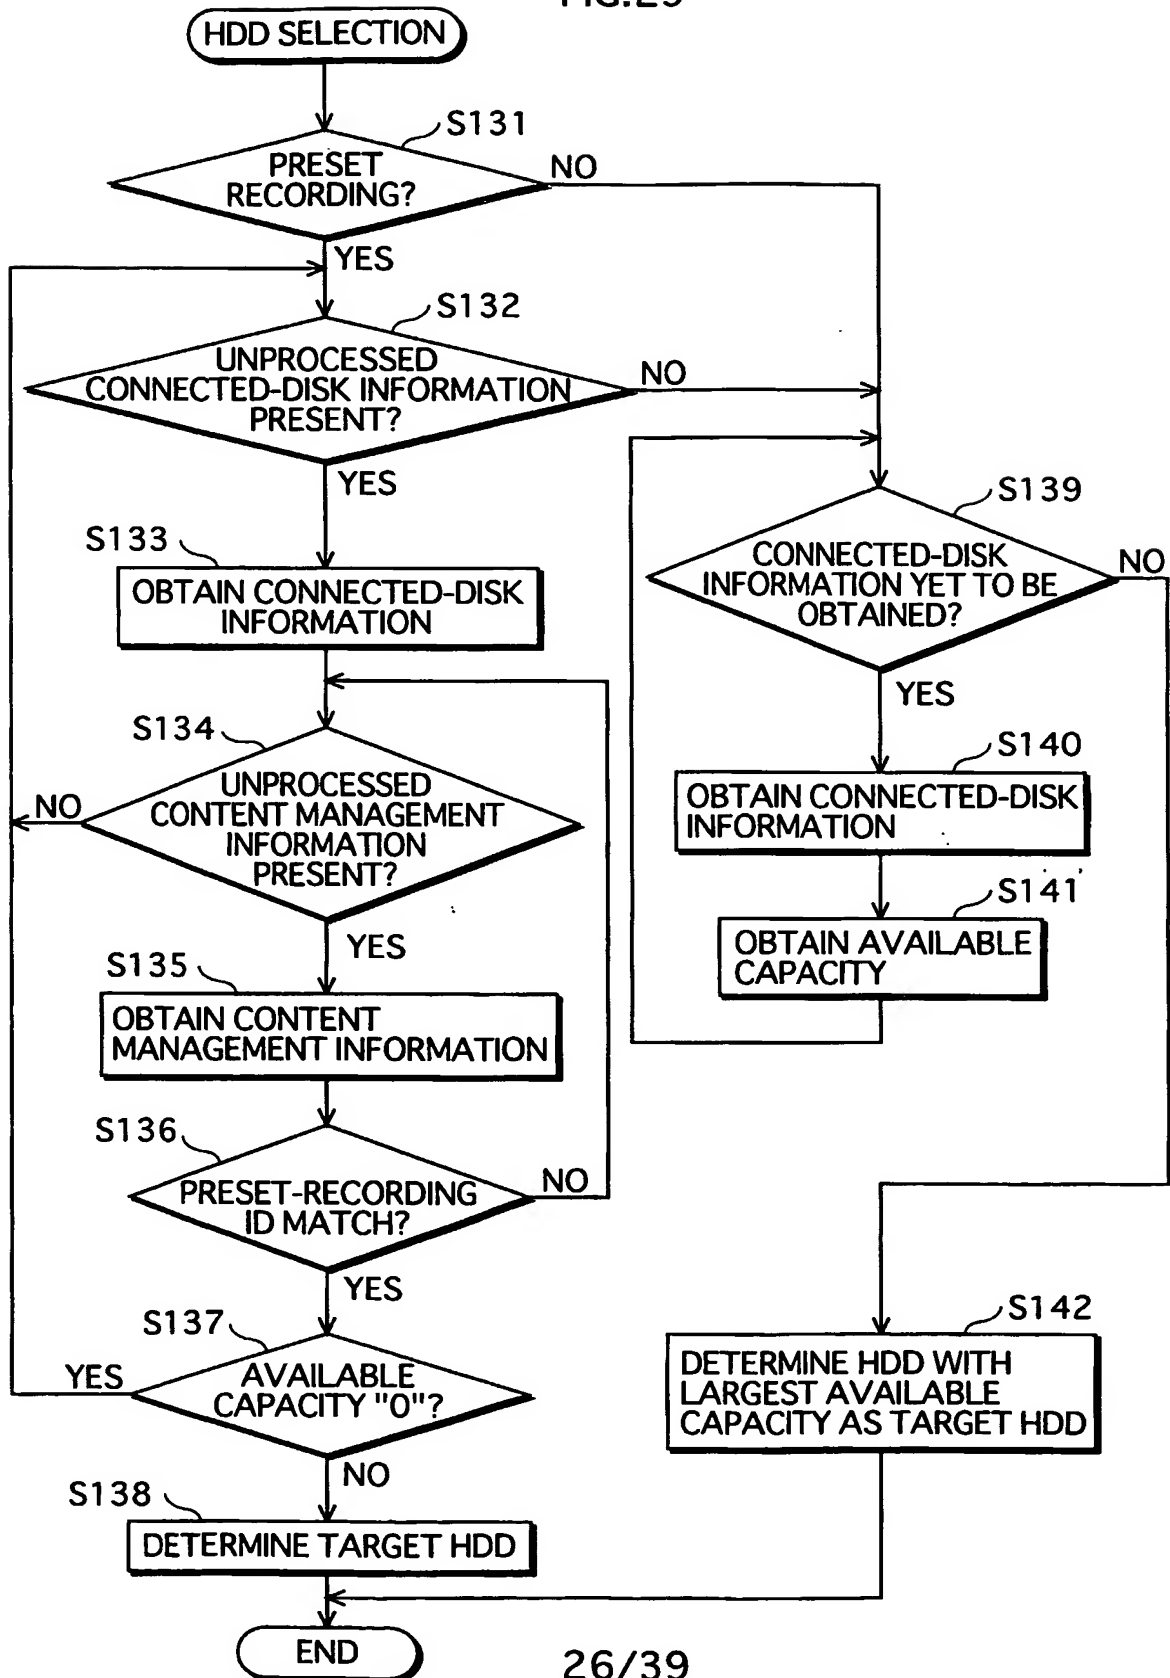 FIG.25
HDD SELECTION
S131
PRESET
RECORDING?
NO
YES
S132
UNPROCESSED
CONNECTED-DISK INFORMATION
PRESENT?
NO
YES
S133
OBTAIN CONNECTED-DISK
INFORMATION
S134
UNPROCESSED
CONTENT MANAGEMENT
INFORMATION
PRESENT?
NO
YES
S135
OBTAIN CONTENT
MANAGEMENT INFORMATION
S136
PRESET-RECORDING
ID MATCH?
NO
YES
S137
AVAILABLE
CAPACITY "0"?
YES
NO
S138
DETERMINE TARGET HDD
S139
CONNECTED-DISK
INFORMATION YET TO BE
OBTAINED?
NO
YES
S140
OBTAIN CONNECTED-DISK
INFORMATION
S141
OBTAIN AVAILABLE
CAPACITY
S142
DETERMINE HDD WITH
LARGEST AVAILABLE
CAPACITY AS TARGET HDD
END
26/39